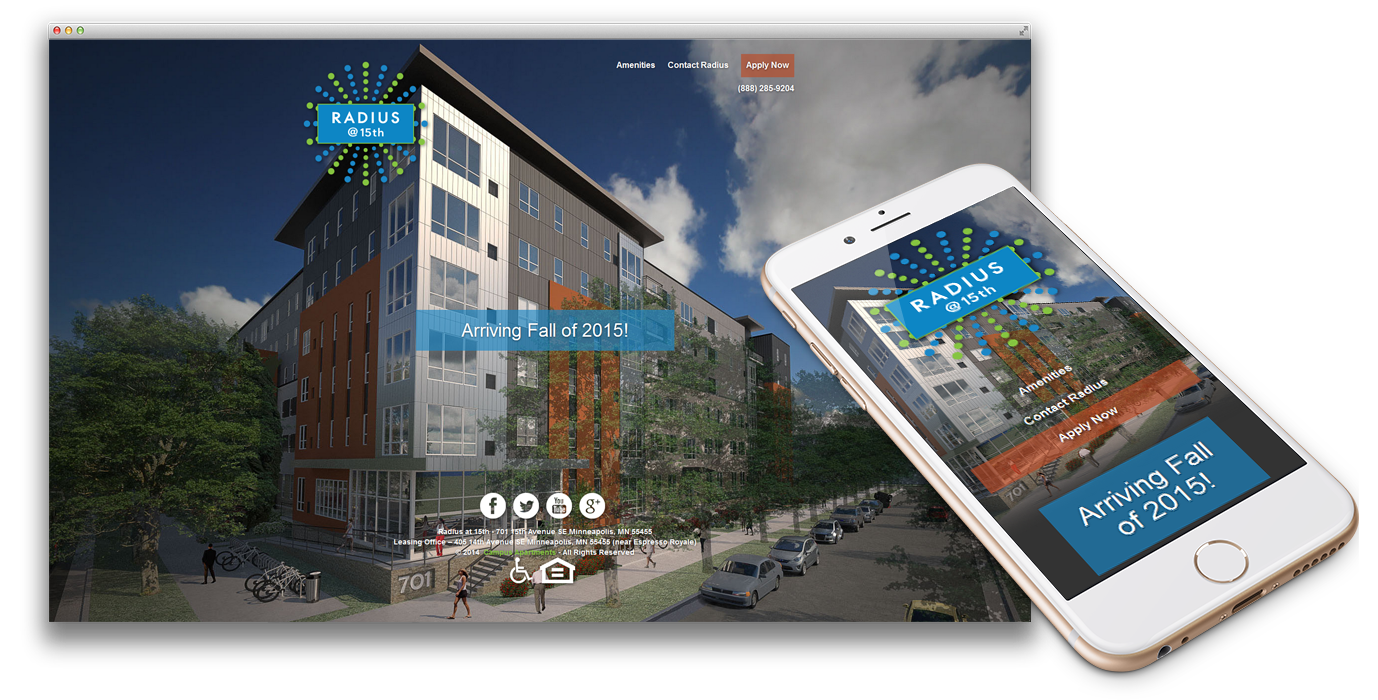 Amenities Contact Radius Apply Now
(888) 285-9204
RADIUS
@15th
Arriving Fall of 2015!
f You Tube g+
Radius at 15th - 701 15th Avenue SE Minneapolis, MN 55455
Leasing Office – 405 14th Avenue SE Minneapolis, MN 55455 (near Espresso Royale)
© 2014 Campus Apartments - All Rights Reserved
701
RADIUS
@15th
Amenities
Contact Radius
Apply Now
701
Arriving Fall
of 2015!